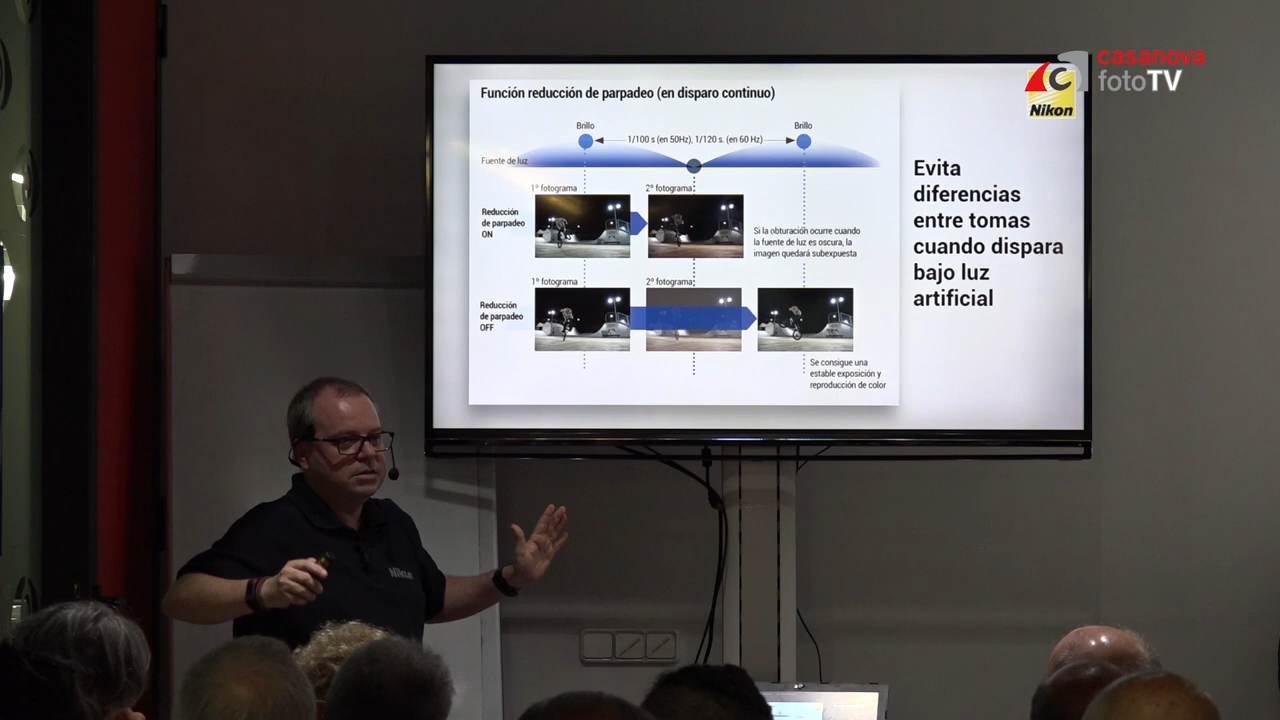 casanova
fotoTV
Nikon
Función reducción de parpadeo (en disparo continuo)
Brillo
1/100 s (en 50Hz), 1/120 s. (en 60 Hz)
Brillo
Fuente de luz
1º fotograma
2º fotograma
Reducción
de parpadeo
ON
Si la obturación ocurre cuando
la fuente de luz es oscura, la
imagen quedará subexpuesta
1º fotograma
2º fotograma
Reducción
de parpadeo
OFF
Se consigue una
estable exposición y
reproducción de color
Evita
diferencias
entre tomas
cuando dispara
bajo luz
artificial
Nikon